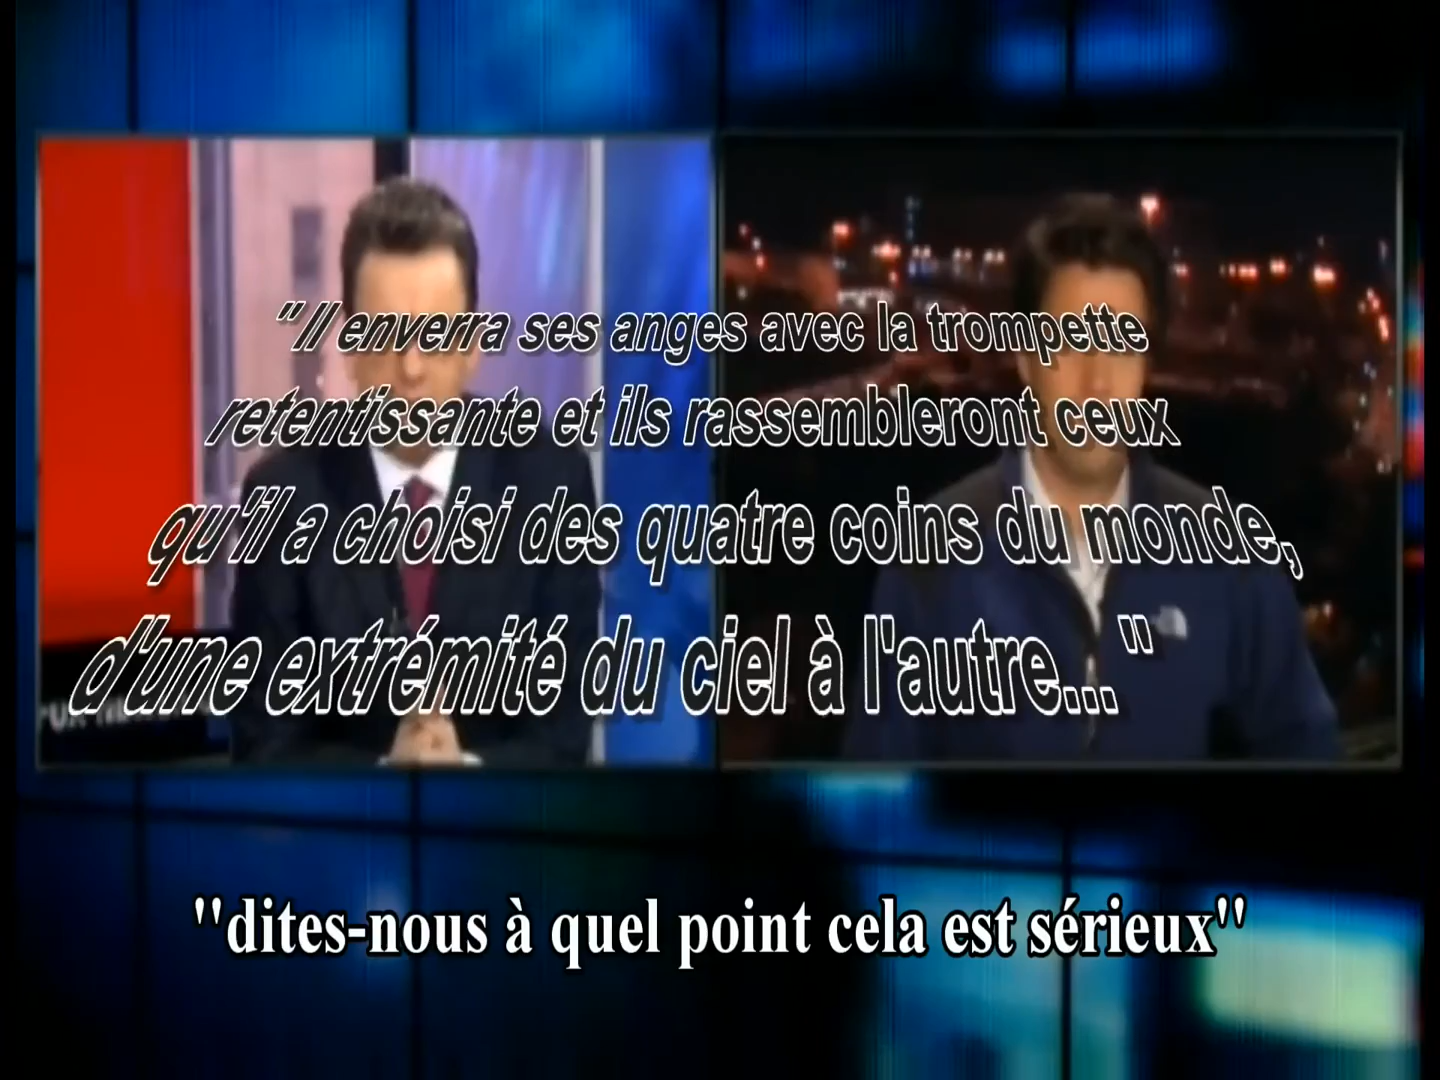 "Il enverra ses anges avec la trompette
retentissante et ils rassembleront ceux
qu'il a choisi des quatre coins du monde,
d'une extrémité du ciel à l'autre..."
"dites-nous à quel point cela est sérieux"